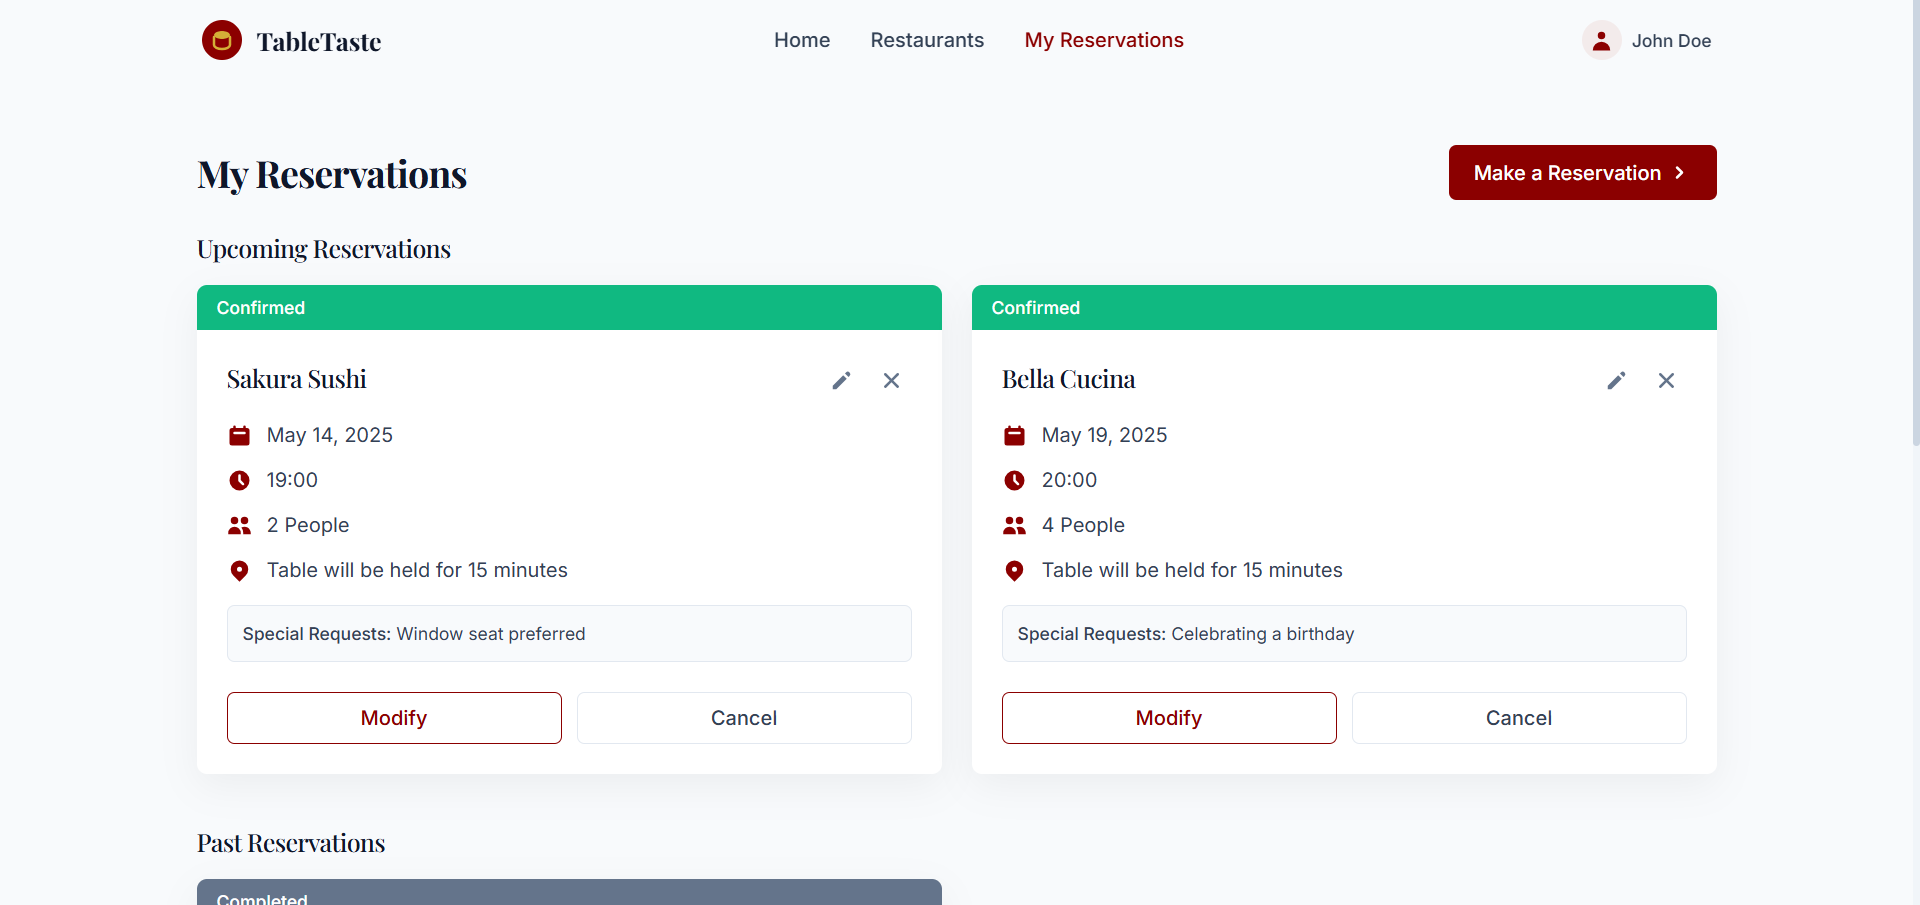 TableTaste
Home
Restaurants
My Reservations
John Doe
My Reservations
Make a Reservation
Upcoming Reservations
Confirmed
Sakura Sushi
May 14, 2025
19:00
2 People
Table will be held for 15 minutes
Special Requests: Window seat preferred
Modify
Cancel
Confirmed
Bella Cucina
May 19, 2025
20:00
4 People
Table will be held for 15 minutes
Special Requests: Celebrating a birthday
Modify
Cancel
Past Reservations
Completed